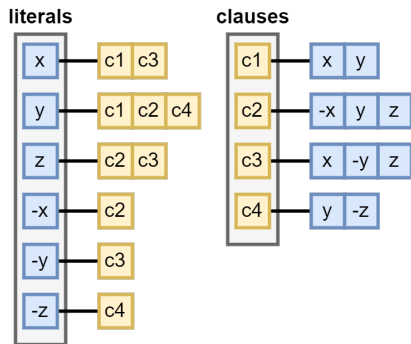 literals
x c1 c3
y c1 c2 c4
z c2 c3
-x c2
-y c3
-z c4
clauses
c1 x y
c2 -x y z
c3 x -y z
c4 y -z